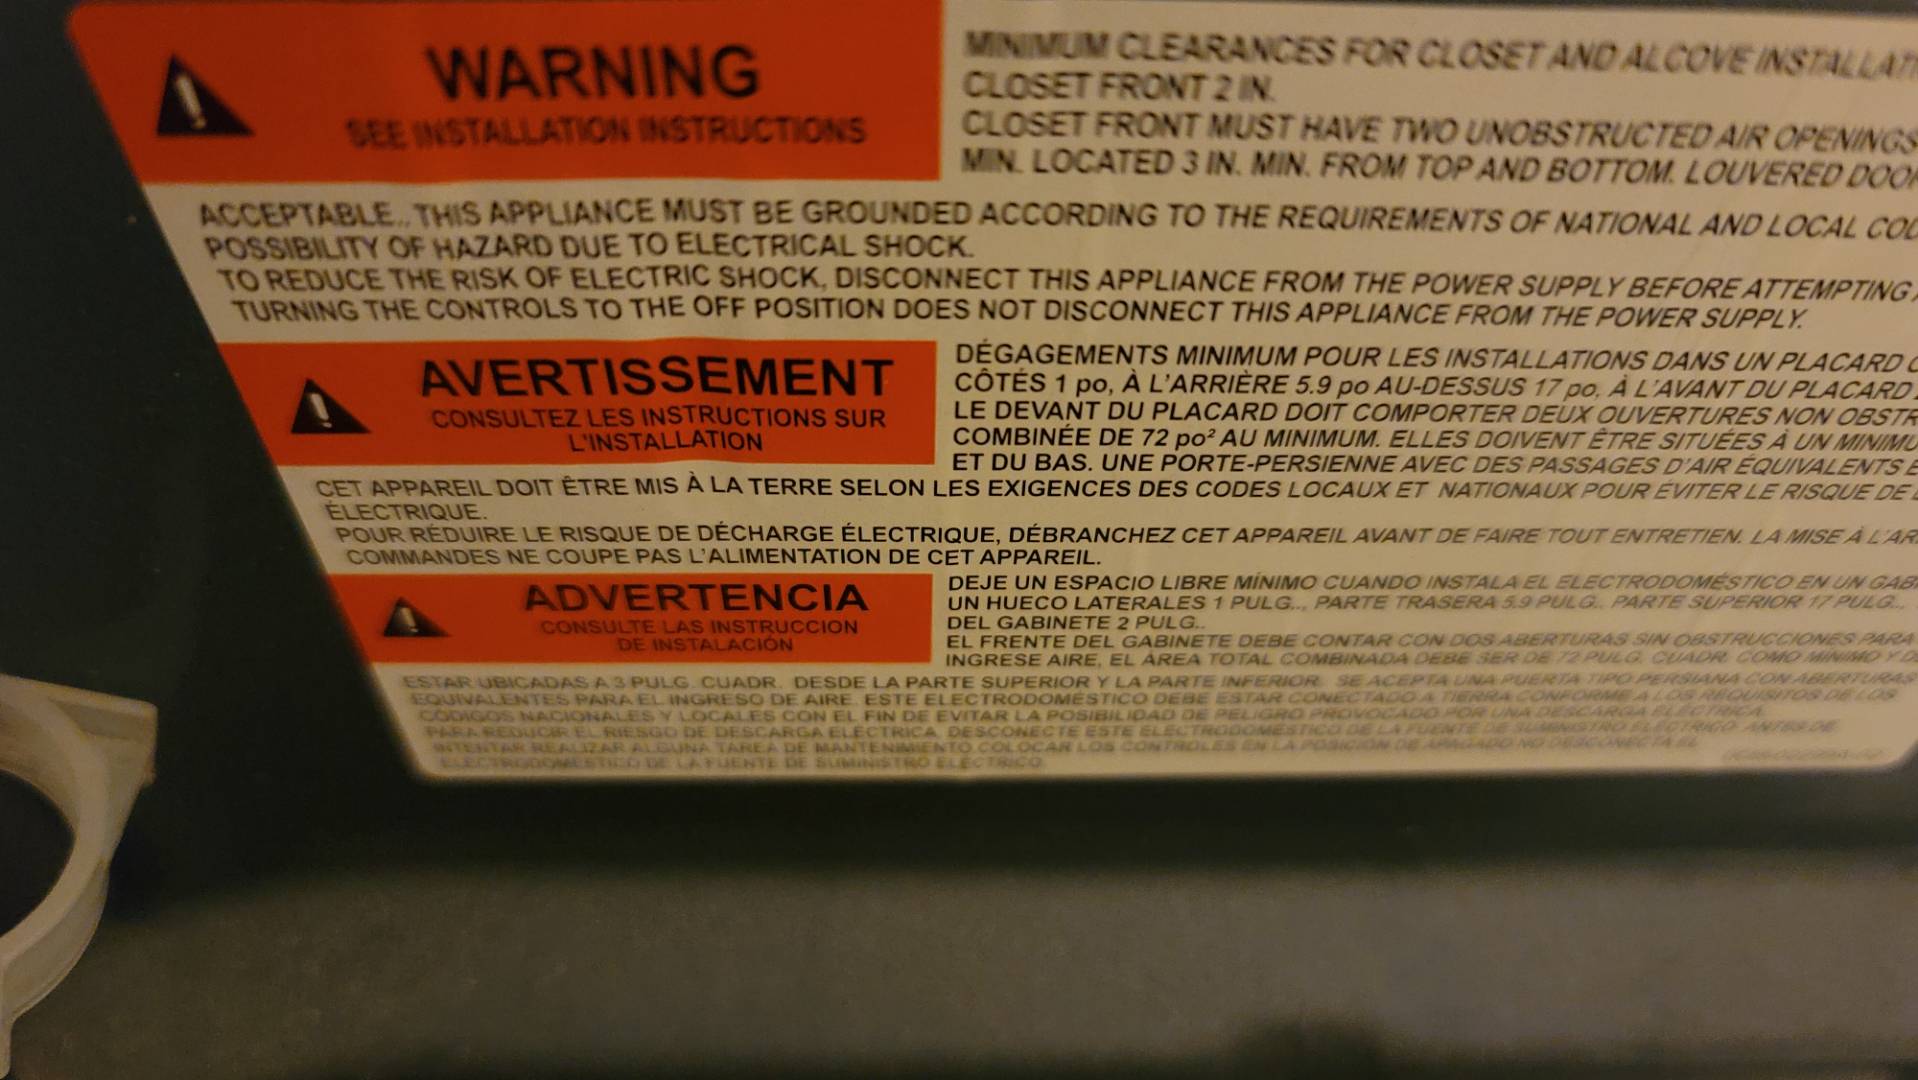 WARNING
SEE INSTALLATION INSTRUCTIONS
MINIMUM CLEARANCES FOR CLOSET AND ALCOVE
CLOSET FRONT 2 IN.
CLOSET FRONT MUST HAVE TWO UNOBSTRUCTED AIR OPENINGS
MIN. LOCATED 3 IN. MIN. FROM TOP AND BOTTOM. LOUVERED
ACCEPTABLE.. THIS APPLIANCE MUST BE GROUNDED ACCORDING TO THE REQUIREMENTS OF NATIONAL AND LOCAL
POSSIBILITY OF HAZARD DUE TO ELECTRICAL SHOCK.
TO REDUCE THE RISK OF ELECTRIC SHOCK, DISCONNECT THIS APPLIANCE FROM THE POWER SUPPLY BEFORE ATTEMPTING
TURNING THE CONTROLS TO THE OFF POSITION DOES NOT DISCONNECT THIS APPLIANCE FROM THE POWER SUPPLY.
AVERTISSEMENT
CONSULTEZ LES INSTRUCTIONS SUR
L'INSTALLATION
DÉGAGEMENTS MINIMUM POUR LES INSTALLATIONS DANS UN PLACARD
CÔTÉS 1 po, À L'ARRIÈRE 5.9 po AU-DESSUS 17 po, À L'AVANT DU PLACARD
LE DEVANT DU PLACARD DOIT COMPORTER DEUX OUVERTURES NON
COMBINÉE DE 72 po² AU MINIMUM. ELLES DOIVENT ÊTRE SITUÉES À UN
ET DU BAS. UNE PORTE-PERSIENNE AVEC DES PASSAGES D'AIR ÉQUIVALENTS
CET APPAREIL DOIT ÊTRE MIS À LA TERRE SELON LES EXIGENCES DES CODES LOCAUX ET NATIONAUX POUR ÉVITER LE RISQUE DE
ÉLECTRIQUE.
POUR RÉDUIRE LE RISQUE DE DÉCHARGE ÉLECTRIQUE, DÉBRANCHEZ CET APPAREIL AVANT DE FAIRE TOUT ENTRETIEN. LA MISE À
COMMANDES NE COUPE PAS L'ALIMENTATION DE CET APPAREIL.
ADVERTENCIA
CONSULTE LAS INSTRUCCION
DE INSTALACIÓN
DEJE UN ESPACIO LIBRE MÍNIMO CUANDO INSTALA EL ELECTRODOMÉSTICO EN UN
UN HUECO LATERALES 1 PULG.., PARTE TRASERA 5.9 PULG.. PARTE SUPERIOR 17 PULG..
DEL GABINETE 2 PULG..
EL FRENTE DEL GABINETE DEBE CONTAR CON DOS ABERTURAS SIN OBSTRUCCIONES PARA
INGRESE AIRE, EL ÁREA TOTAL COMBINADA DEBE SER DE 72 PULG. CUADR. COMO MÍNIMO Y
ESTAR UBICADAS A 3 PULG. CUADR. DESDE LA PARTE SUPERIOR Y LA PARTE INFERIOR. SE ACEPTA UNA PUERTA TIPO PERSIANA CON ABERTURAS
EQUIVALENTES PARA EL INGRESO DE AIRE. ESTE ELECTRODOMÉSTICO DEBE ESTAR CONECTADO A TIERRA CONFORME A LOS REQUISITOS DE LOS
CÓDIGOS NACIONALES Y LOCALES CON EL FIN DE EVITAR LA POSIBILIDAD DE PELIGRO PROVOCADO POR UNA DESCARGA ELÉCTRICA.
PARA REDUCIR EL RIESGO DE DESCARGA ELÉCTRICA, DESCONECTE ESTE ELECTRODOMÉSTICO DE LA FUENTE DE SUMINISTRO ELÉCTRICO ANTES DE
INTENTAR REALIZAR ALGUNA TAREA DE MANTENIMIENTO. COLOCAR LOS CONTROLES EN LA POSICIÓN DE APAGADO NO DESCONECTA EL
ELECTRODOMÉSTICO DE LA FUENTE DE SUMINISTRO ELÉCTRICO.